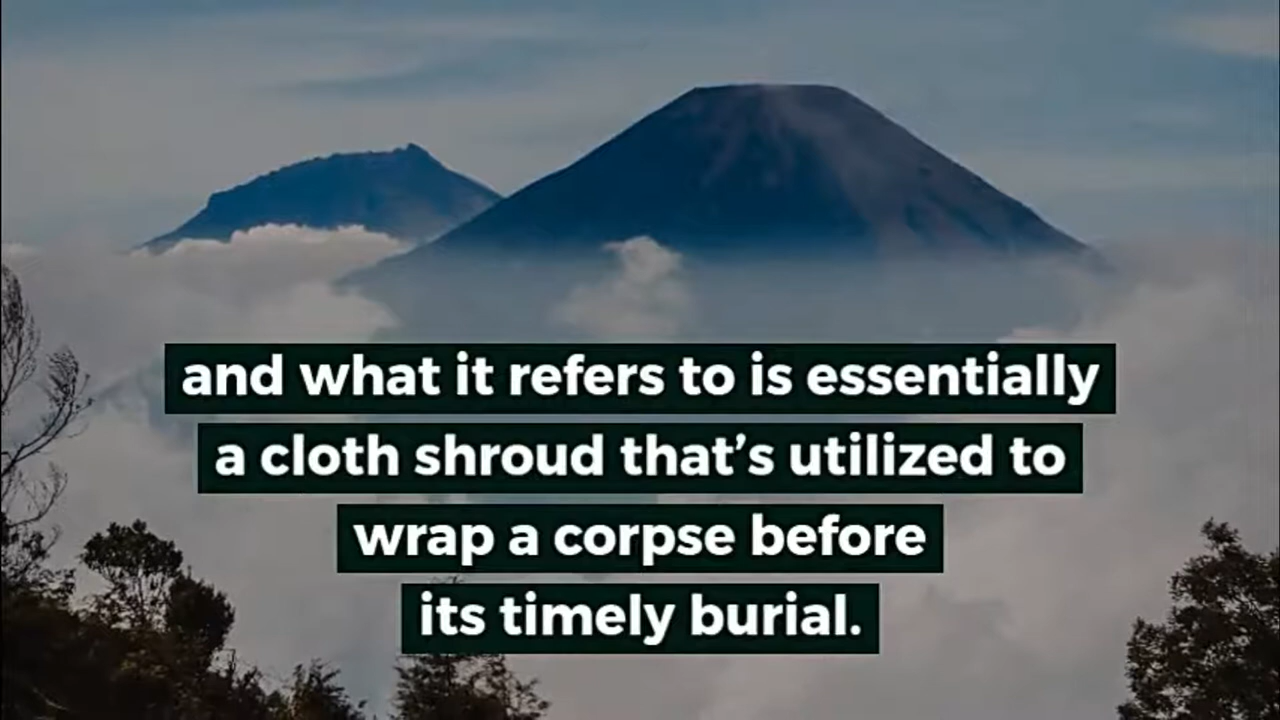 and what it refers to is essentially
a cloth shroud that’s utilized to
wrap a corpse before
its timely burial.